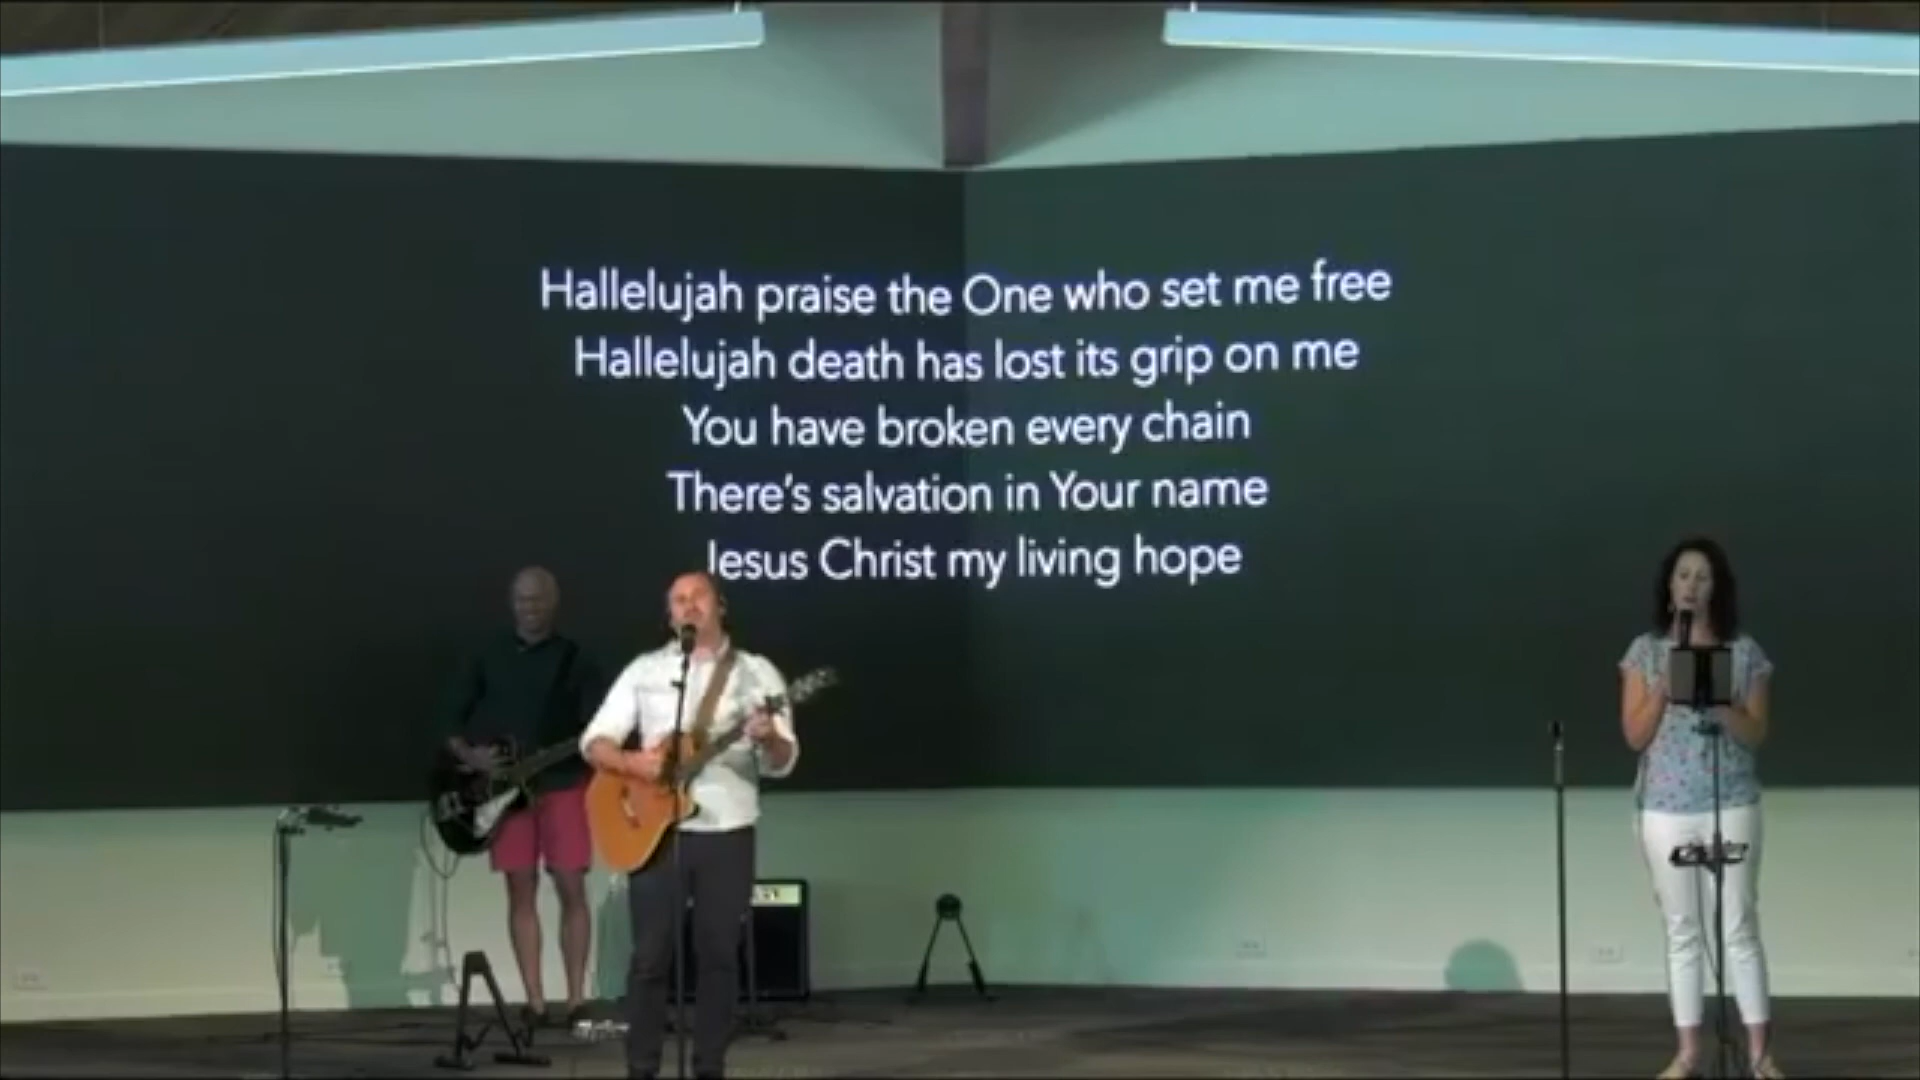 Hallelujah praise the One who set me free
Hallelujah death has lost its grip on me
You have broken every chain
There's salvation in Your name
Jesus Christ my living hope